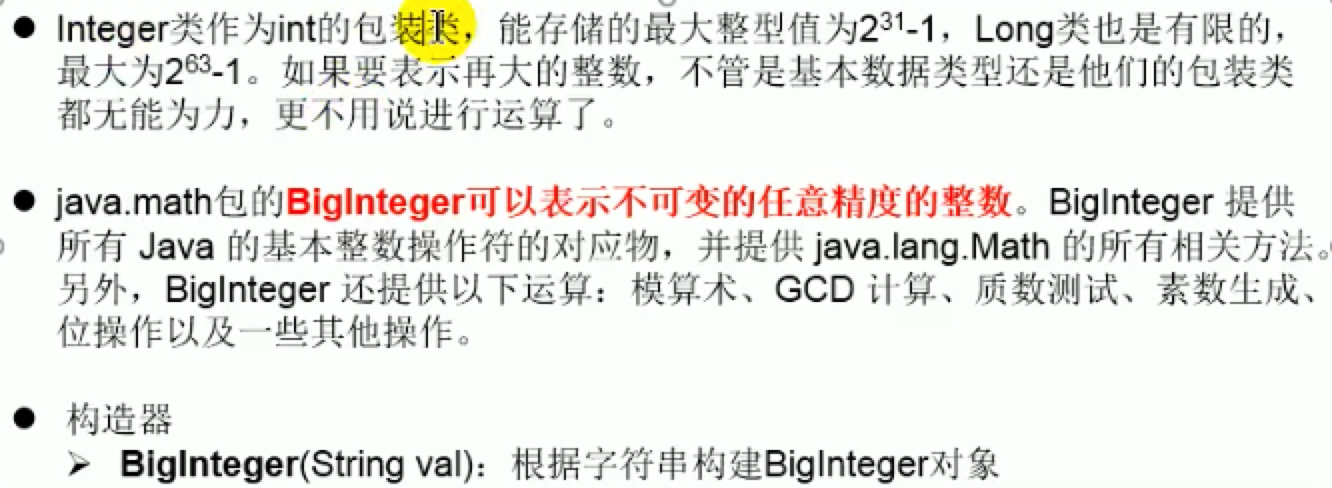 ● Integer类作为int的包装类，能存储的最大整型值为2³¹-1，Long类也是有限的，
最大为2⁶³-1。如果要表示再大的整数，不管是基本数据类型还是他们的包装类
都无能为力，更不用说进行运算了。
● java.math包的BigInteger可以表示不可变的任意精度的整数。BigInteger 提供
所有 Java 的基本整数操作符的对应物，并提供 java.lang.Math 的所有相关方法。
另外，BigInteger 还提供以下运算：模算术、GCD 计算、质数测试、素数生成、
位操作以及一些其他操作。
● 构造器
➢ BigInteger(String val)：根据字符串构建BigInteger对象